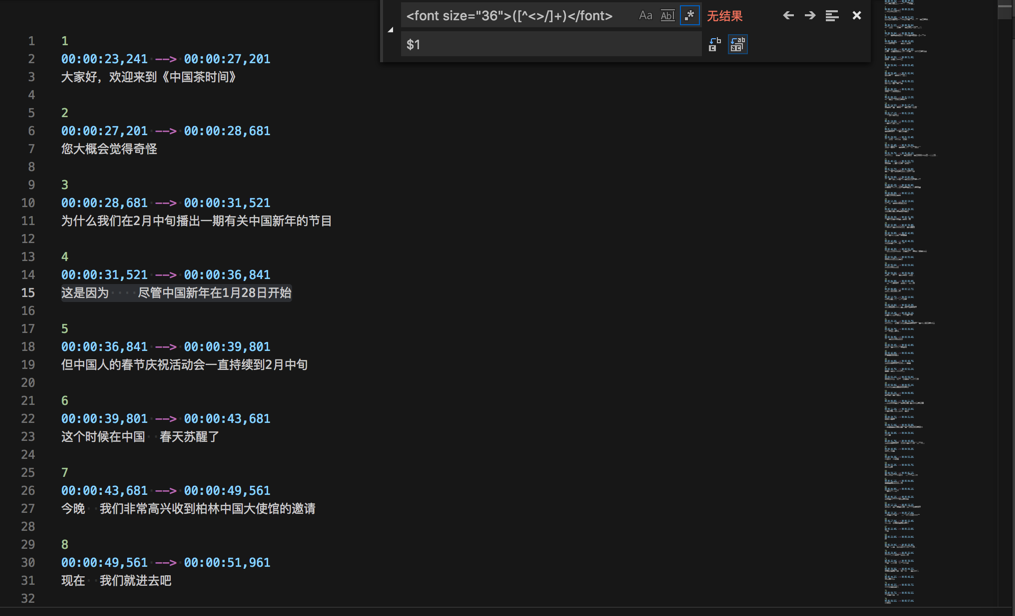 <font size="36">([^<>/]+)</font> Aa Abl .* 无结果
$1
1 1
2 00:00:23,241 --> 00:00:27,201
3 大家好，欢迎来到《中国茶时间》
4
5 2
6 00:00:27,201 --> 00:00:28,681
7 您大概会觉得奇怪
8
9 3
10 00:00:28,681 --> 00:00:31,521
11 为什么我们在2月中旬播出一期有关中国新年的节目
12
13 4
14 00:00:31,521 --> 00:00:36,841
15 这是因为····尽管中国新年在1月28日开始
16
17 5
18 00:00:36,841 --> 00:00:39,801
19 但中国人的春节庆祝活动会一直持续到2月中旬
20
21 6
22 00:00:39,801 --> 00:00:43,681
23 这个时候在中国  春天苏醒了
24
25 7
26 00:00:43,681 --> 00:00:49,561
27 今晚  我们非常高兴收到柏林中国大使馆的邀请
28
29 8
30 00:00:49,561 --> 00:00:51,961
31 现在  我们就进去吧
32